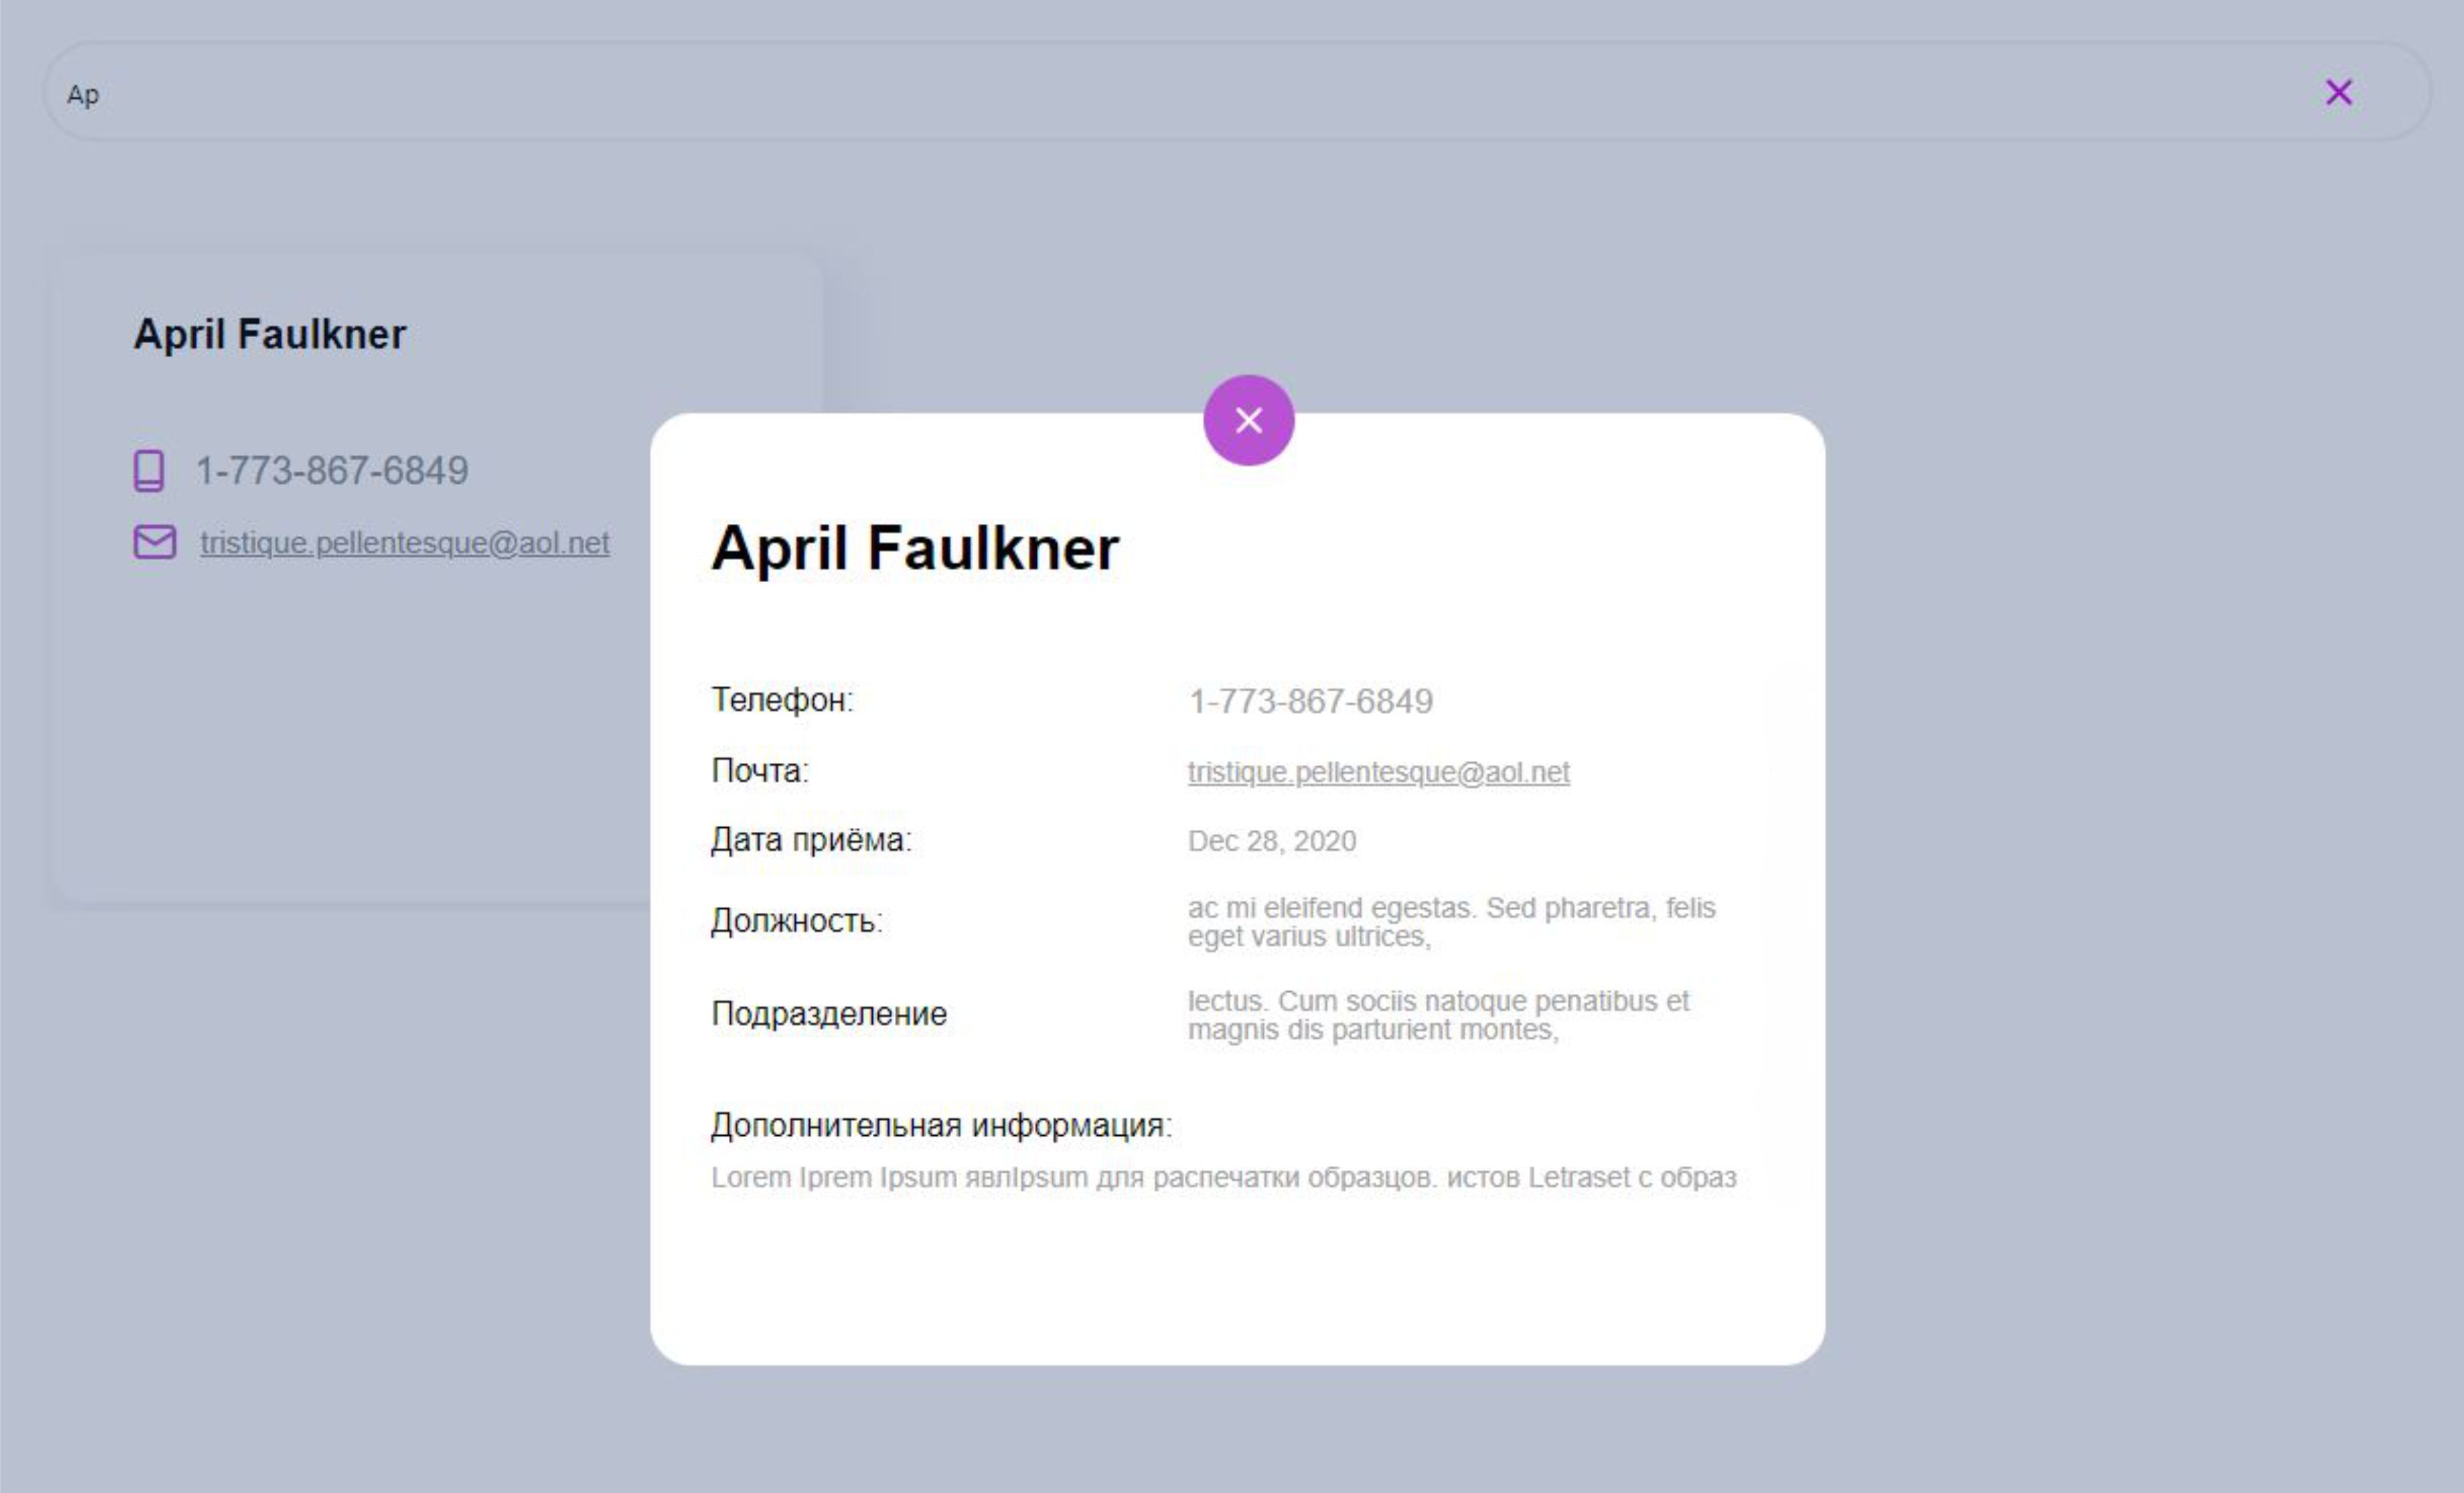 Ap
April Faulkner
1-773-867-6849
tristique.pellentesque@aol.net
April Faulkner
Телефон: 1-773-867-6849
Почта: tristique.pellentesque@aol.net
Дата приёма: Dec 28, 2020
Должность: ac mi eleifend egestas. Sed pharetra, felis
eget varius ultrices,
Подразделение lectus. Cum sociis natoque penatibus et
magnis dis parturient montes,
Дополнительная информация:
Lorem Iprem Ipsum явлIpsum для распечатки образцов. истов Letraset с образ